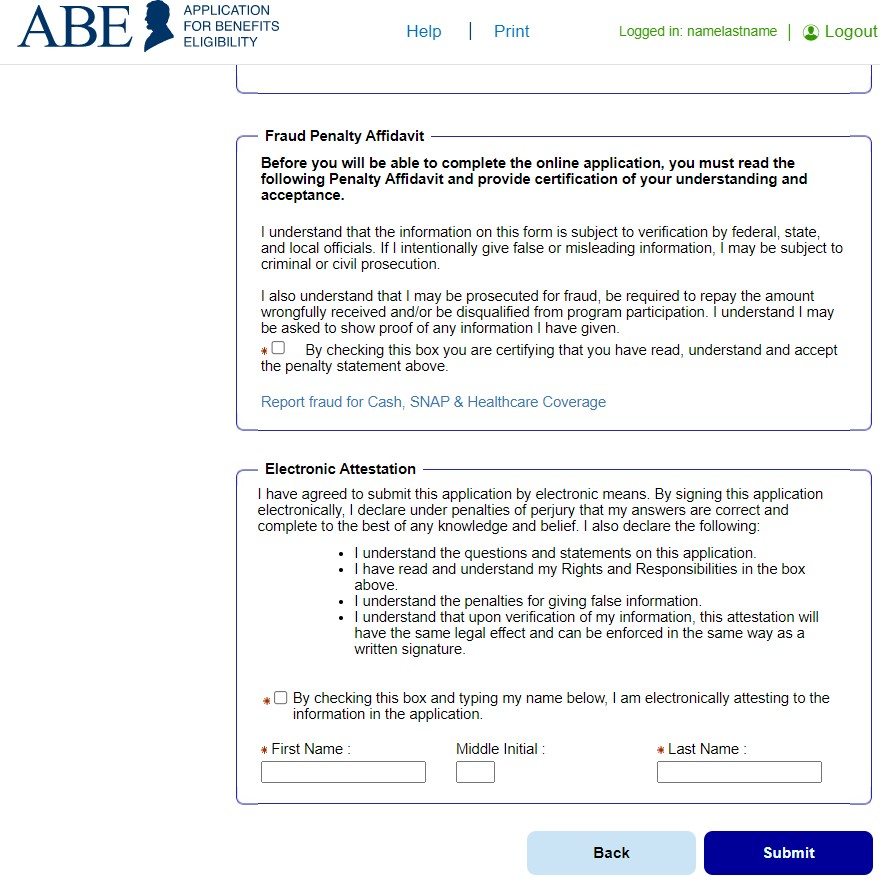 ABE
APPLICATION
FOR BENEFITS
ELIGIBILITY
Help | Print
Logged in: namelastname | Logout
Fraud Penalty Affidavit
Before you will be able to complete the online application, you must read the
following Penalty Affidavit and provide certification of your understanding and
acceptance.
I understand that the information on this form is subject to verification by federal, state,
and local officials. If I intentionally give false or misleading information, I may be subject to
criminal or civil prosecution.
I also understand that I may be prosecuted for fraud, be required to repay the amount
wrongfully received and/or be disqualified from program participation. I understand I may
be asked to show proof of any information I have given.
* By checking this box you are certifying that you have read, understand and accept
the penalty statement above.
Report fraud for Cash, SNAP & Healthcare Coverage
Electronic Attestation
I have agreed to submit this application by electronic means. By signing this application
electronically, I declare under penalties of perjury that my answers are correct and
complete to the best of any knowledge and belief. I also declare the following:
• I understand the questions and statements on this application.
• I have read and understand my Rights and Responsibilities in the box
above.
• I understand the penalties for giving false information.
• I understand that upon verification of my information, this attestation will
have the same legal effect and can be enforced in the same way as a
written signature.
* By checking this box and typing my name below, I am electronically attesting to the
information in the application.
* First Name : Middle Initial : * Last Name :
Back Submit